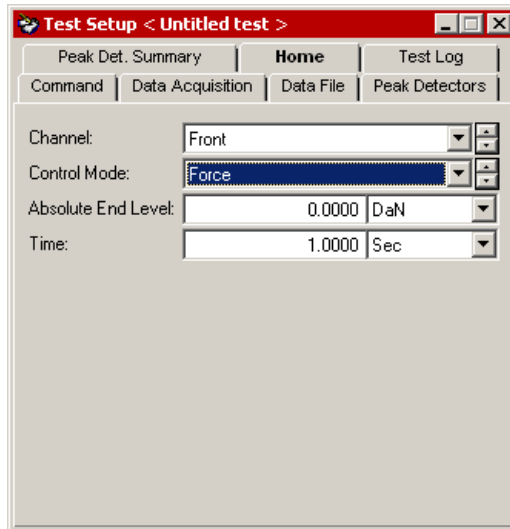 Test Setup < Untitled test >
Peak Det. Summary Home Test Log
Command Data Acquisition Data File Peak Detectors
Channel: Front
Control Mode: Force
Absolute End Level: 0.0000 DaN
Time: 1.0000 Sec